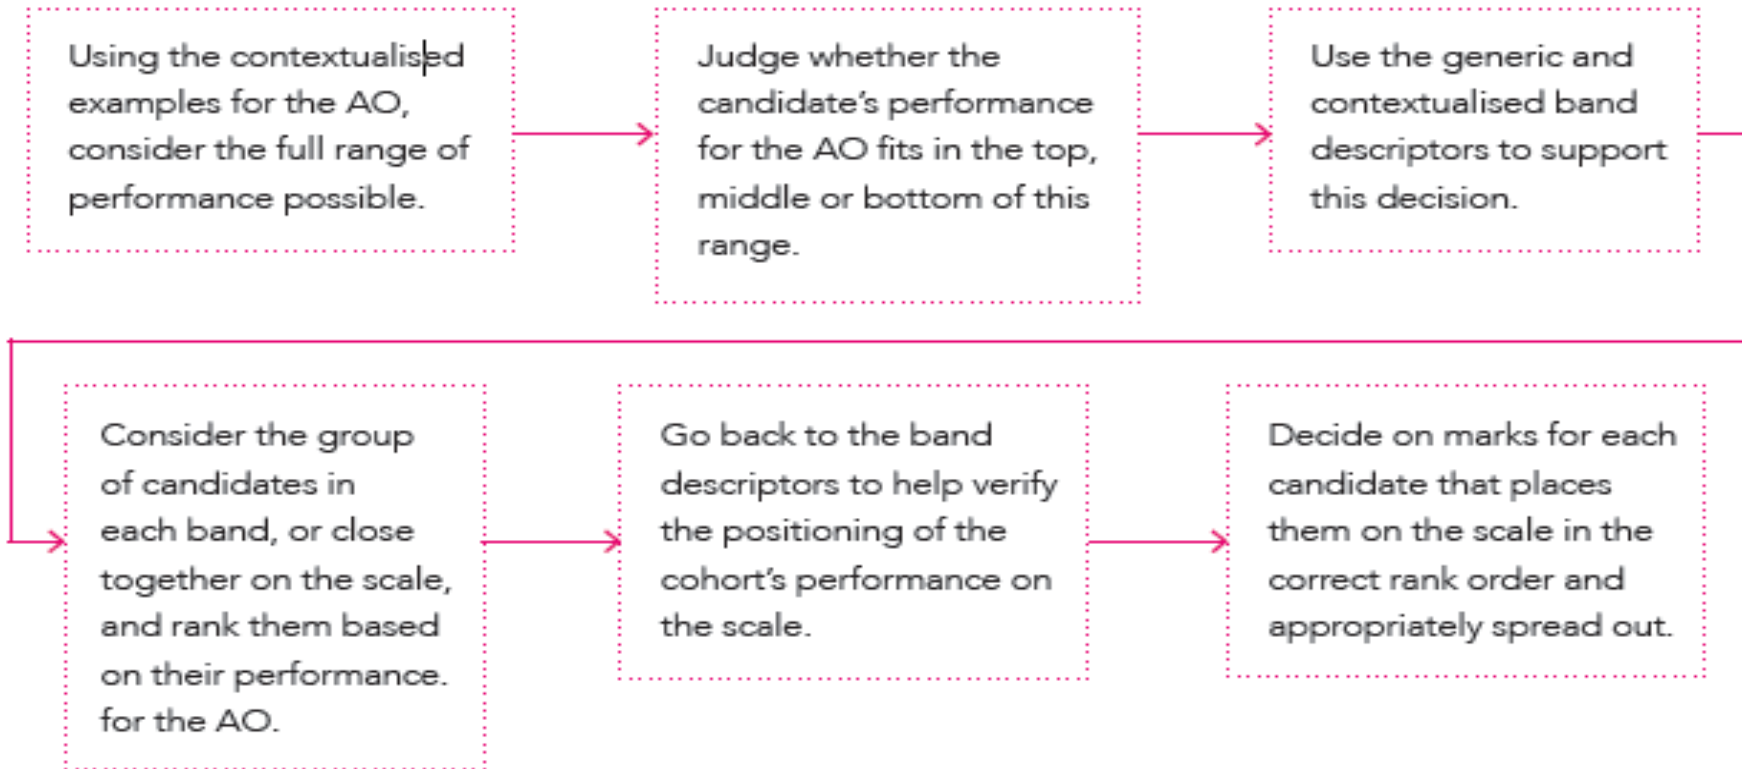 Using the contextualised
examples for the AO,
consider the full range of
performance possible.
Judge whether the
candidate's performance
for the AO fits in the top,
middle or bottom of this
range.
Use the generic and
contextualised band
descriptors to support
this decision.
Consider the group
of candidates in
each band, or close
together on the scale,
and rank them based
on their performance.
for the AO.
Go back to the band
descriptors to help verify
the positioning of the
cohort's performance on
the scale.
Decide on marks for each
candidate that places
them on the scale in the
correct rank order and
appropriately spread out.